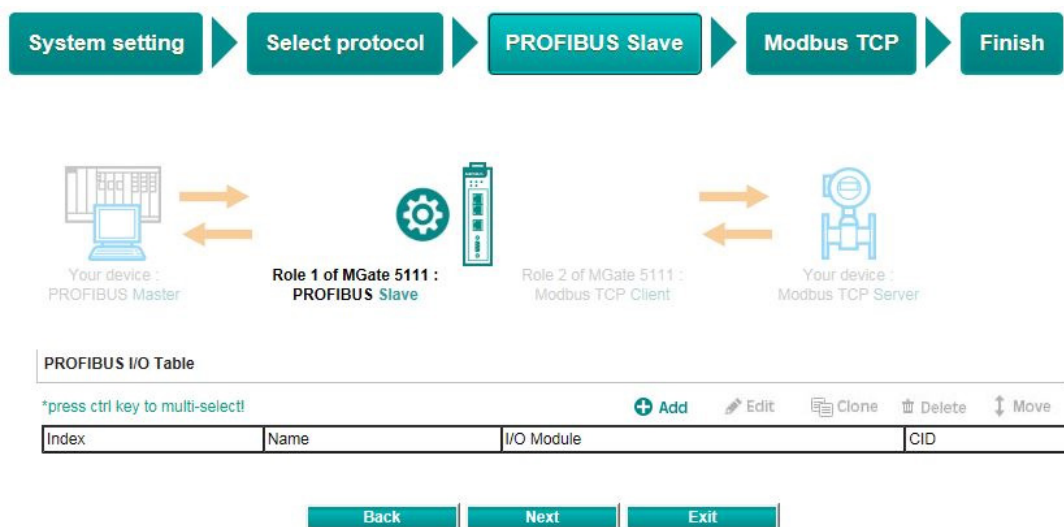 System setting
Select protocol
PROFIBUS Slave
Modbus TCP
Finish
Your device :
PROFIBUS Master
Role 1 of MGate 5111 :
PROFIBUS Slave
Role 2 of MGate 5111 :
Modbus TCP Client
Your device :
Modbus TCP Server
PROFIBUS I/O Table
*press ctrl key to multi-select!
Add Edit Clone Delete Move
Index Name I/O Module CID
Back Next Exit